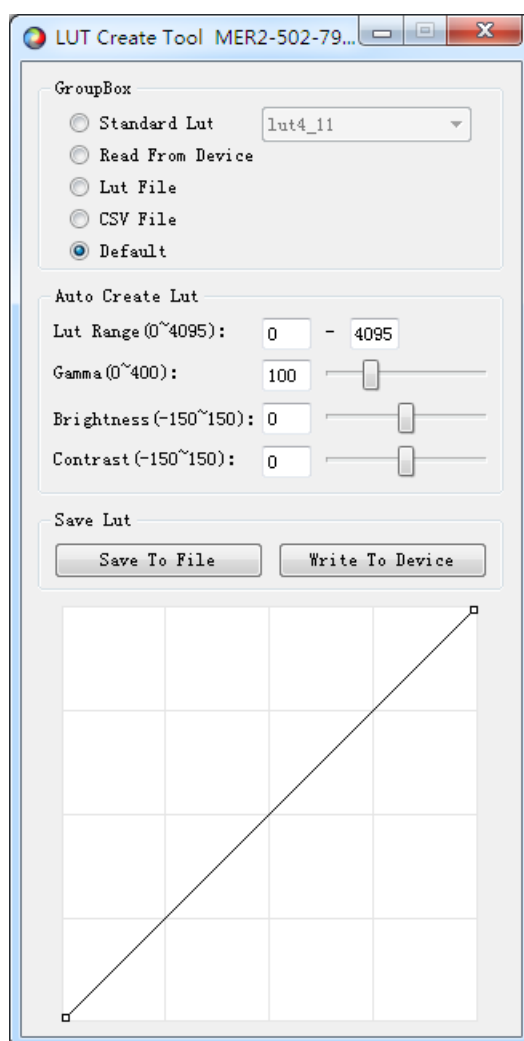 LUT Create Tool MER2-502-79...
GroupBox
Standard Lut lut4_11
Read From Device
Lut File
CSV File
Default
Auto Create Lut
Lut Range(0~4095): 0 - 4095
Gamma(0~400): 100
Brightness(-150~150): 0
Contrast(-150~150): 0
Save Lut
Save To File Write To Device